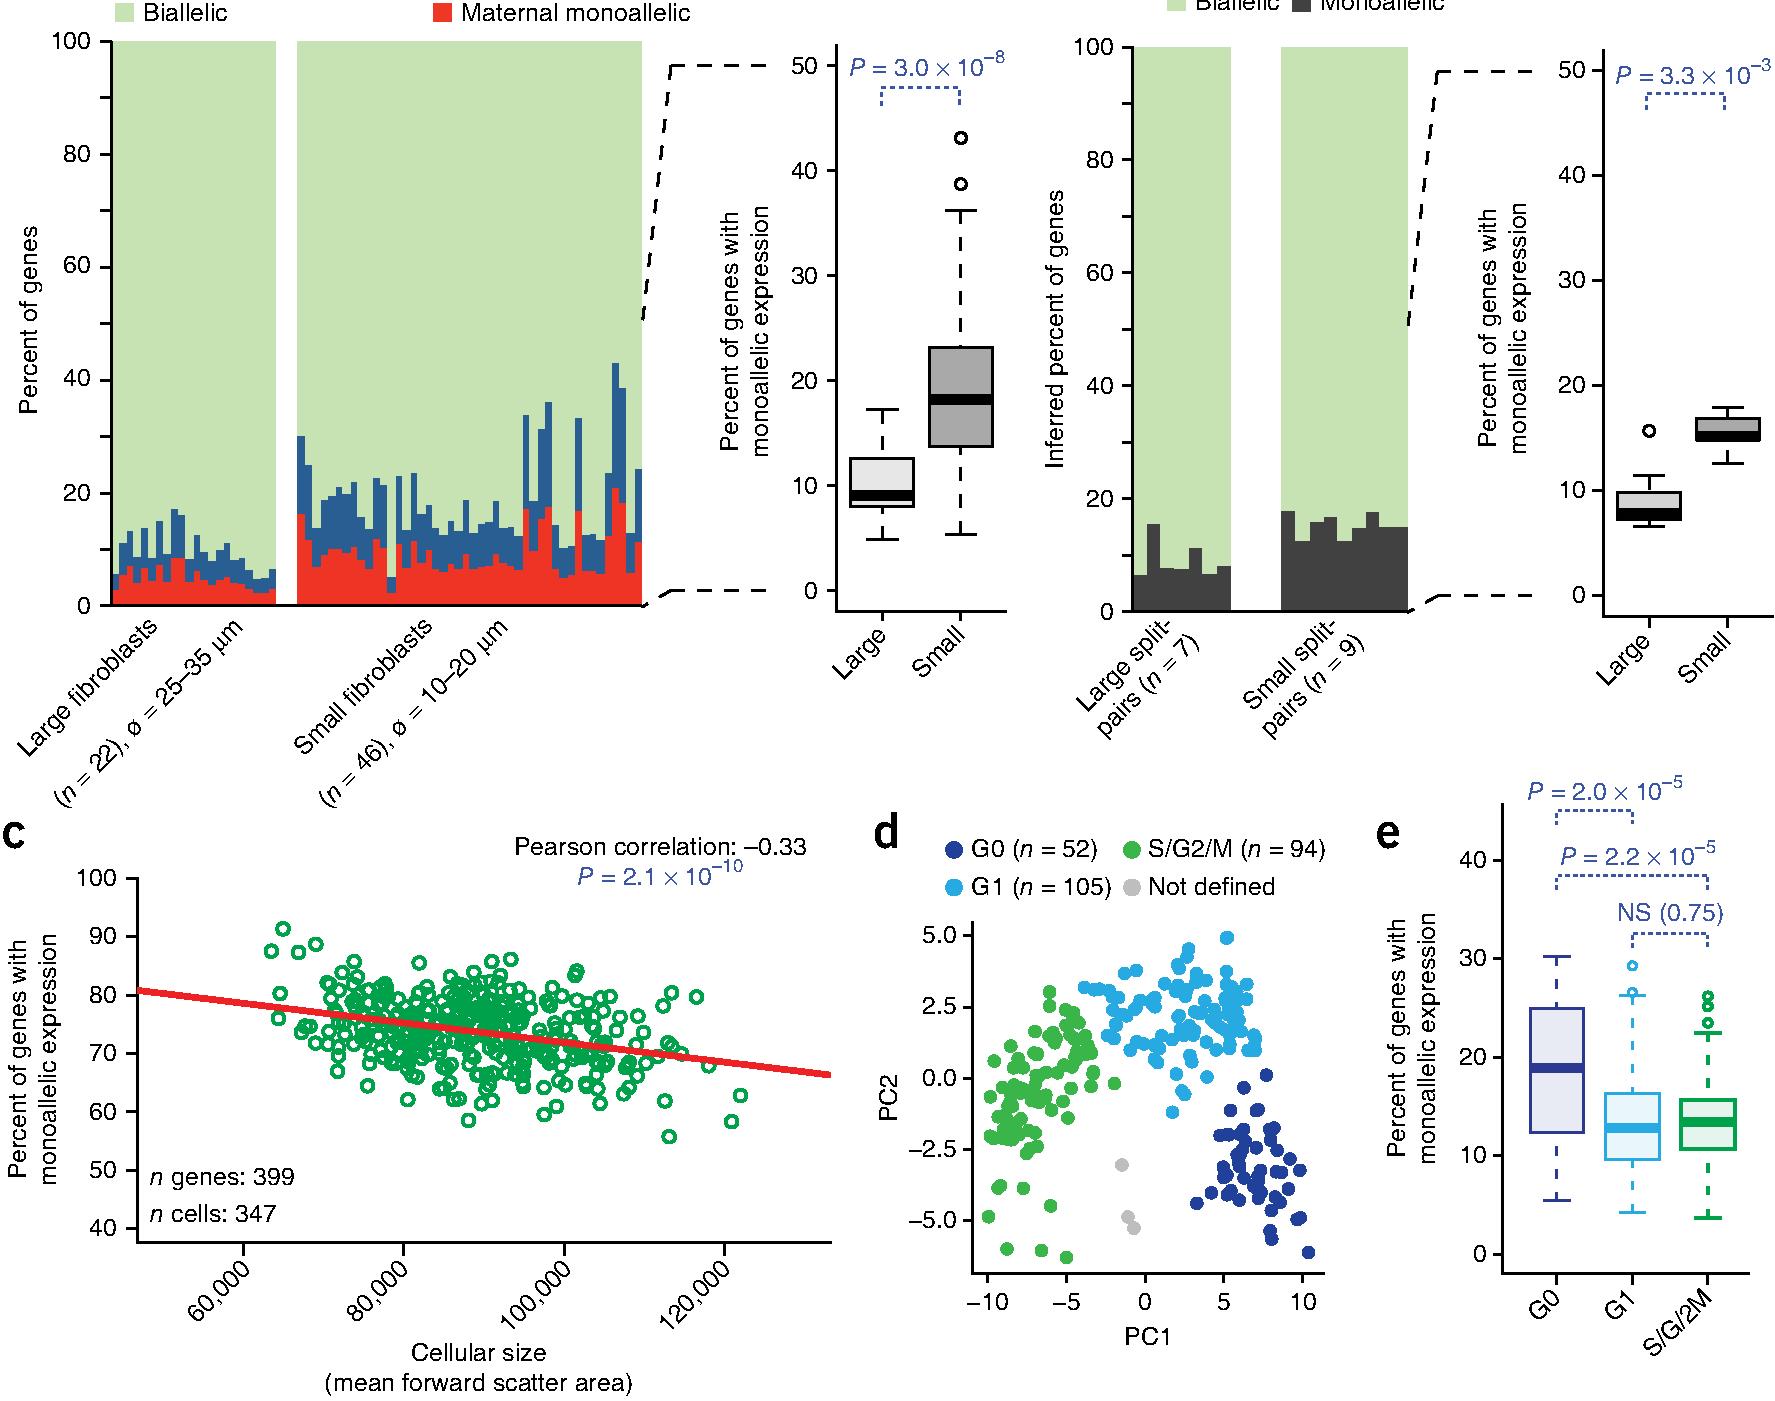 Biallelic
Maternal monoallelic
Biallelic
Monoallelic
100
80
60
40
20
0
Percent of genes
Large fibroblasts
(n = 22), ø = 25–35 µm
Small fibroblasts
(n = 46), ø = 10–20 µm
50
40
30
20
10
0
Percent of genes with
monoallelic expression
P = 3.0 × 10–8
Large
Small
100
80
60
40
20
0
Inferred percent of genes
Large split-
pairs (n = 7)
Small split-
pairs (n = 9)
50
40
30
20
10
0
Percent of genes with
monoallelic expression
P = 3.3 × 10–3
Large
Small
c
Pearson correlation: –0.33
P = 2.1 × 10–10
100
90
80
70
60
50
40
Percent of genes with
monoallelic expression
n genes: 399
n cells: 347
60,000
80,000
100,000
120,000
Cellular size
(mean forward scatter area)
d
G0 (n = 52)
S/G2/M (n = 94)
G1 (n = 105)
Not defined
5.0
2.5
0.0
–2.5
–5.0
PC2
–10
–5
0
5
10
PC1
e
P = 2.0 × 10–5
P = 2.2 × 10–5
NS (0.75)
40
30
20
10
0
Percent of genes with
monoallelic expression
G0
G1
S/G/2M